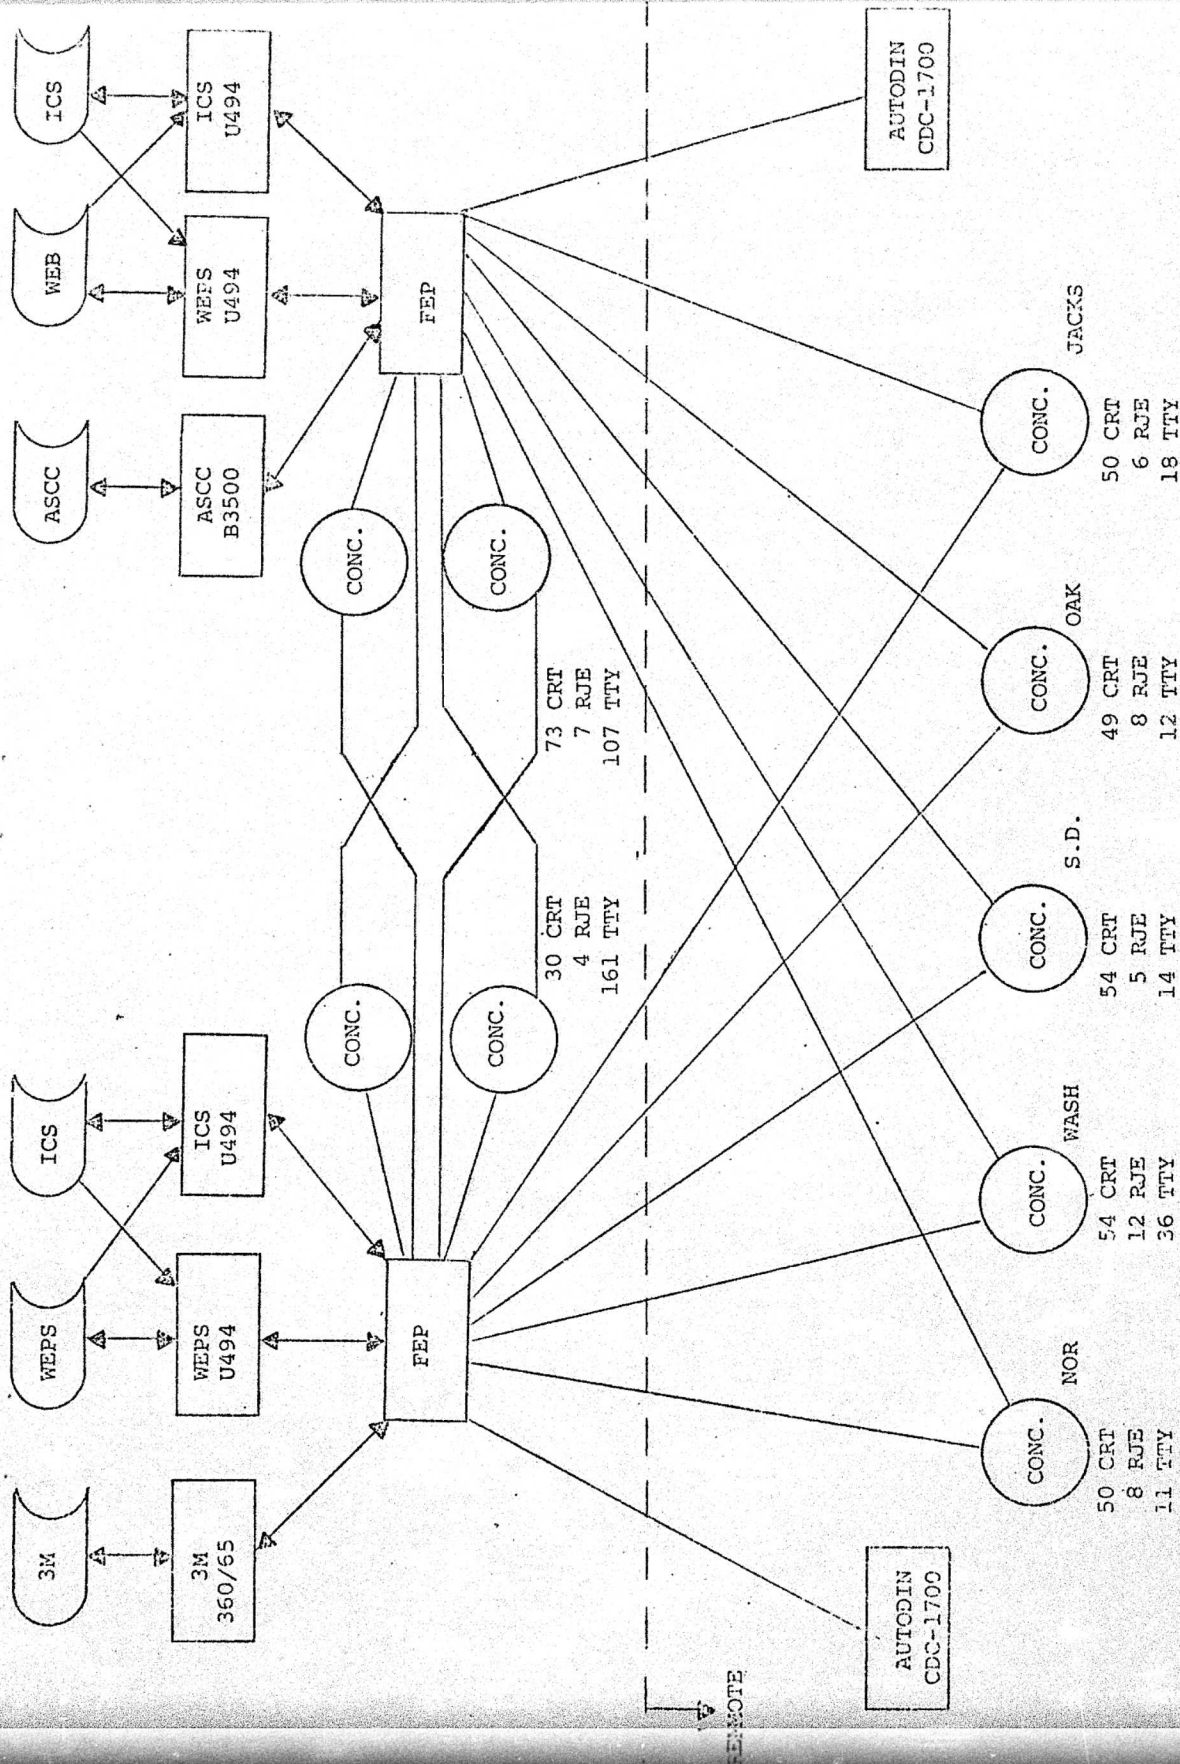 3M
WEPS
ICS
ASCC
WEB
ICS
3M
360/65
WEPS
U494
ICS
U494
ASCC
B3500
WEPS
U494
ICS
U494
FEP
CONC.
CONC.
CONC.
CONC.
FEP
30 CRT
4 RJE
161 TTY
73 CRT
7 RJE
107 TTY
REMMOTE
AUTODIN
CDC-1700
AUTODIN
CDC-1700
CONC.
NOR
50 CRT
8 RJE
11 TTY
CONC.
WASH
54 CRT
12 RJE
36 TTY
CONC.
S.D.
54 CRT
5 RJE
14 TTY
CONC.
OAK
49 CRT
8 RJE
12 TTY
CONC.
JACKS
50 CRT
6 RJE
18 TTY